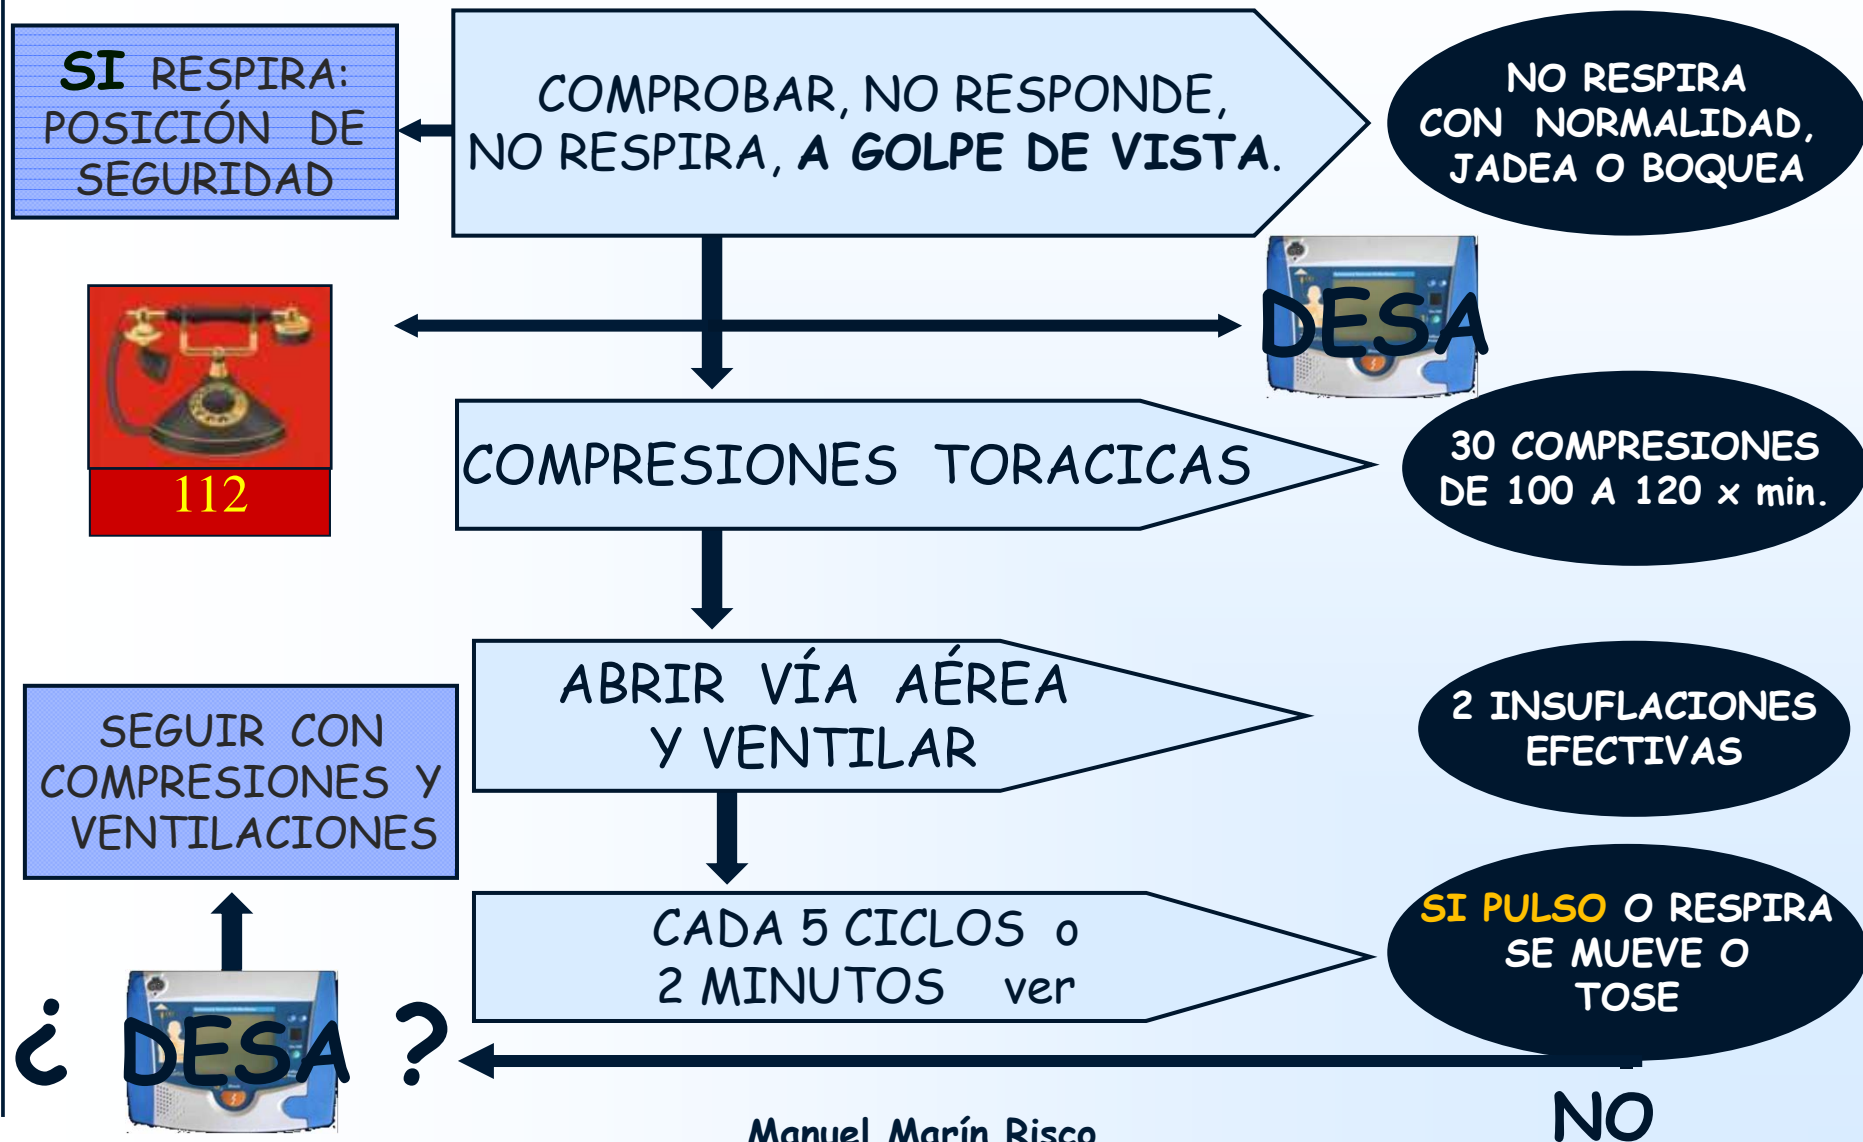 SI RESPIRA:
POSICIÓN DE
SEGURIDAD
COMPROBAR, NO RESPONDE,
NO RESPIRA, A GOLPE DE VISTA.
NO RESPIRA
CON NORMALIDAD,
JADEA O BOQUEA
112
DESA
COMPRESIONES TORACICAS
30 COMPRESIONES
DE 100 A 120 x min.
ABRIR VÍA AÉREA
Y VENTILAR
2 INSUFLACIONES
EFECTIVAS
SEGUIR CON
COMPRESIONES Y
VENTILACIONES
CADA 5 CICLOS o
2 MINUTOS ver
SI PULSO O RESPIRA
SE MUEVE O
TOSE
¿ DESA ?
NO
Manuel Marín Risco